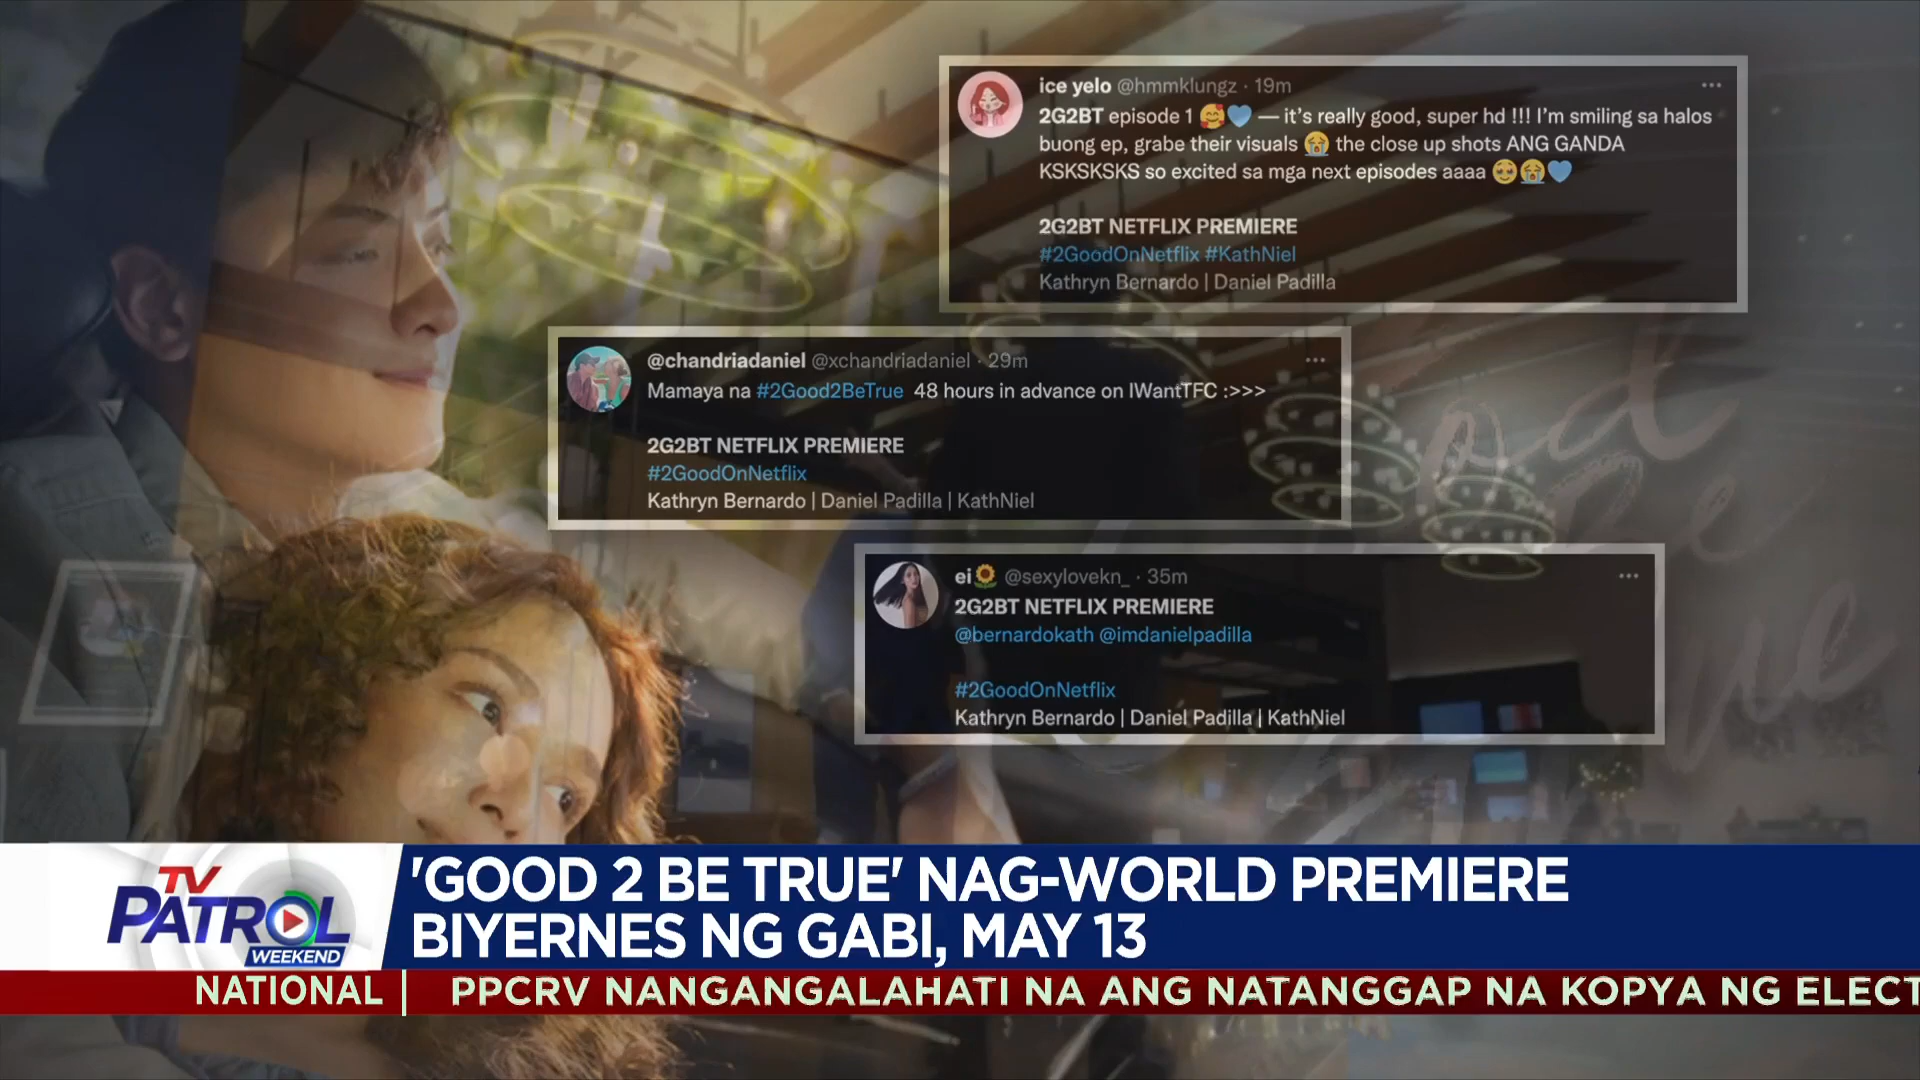 ice yelo @hmmklungz · 19m
2G2BT episode 1 🥰💙 — it's really good, super hd !!! I'm smiling sa halos
buong ep, grabe their visuals 😭 the close up shots ANG GANDA
KSKSKSKS so excited sa mga next episodes aaaa 🥺😭💙
2G2BT NETFLIX PREMIERE
#2GoodOnNetflix #KathNiel
Kathryn Bernardo | Daniel Padilla
@chandriadaniel @xchandriadaniel · 29m
Mamaya na #2Good2BeTrue 48 hours in advance on IWantTFC :>>>
2G2BT NETFLIX PREMIERE
#2GoodOnNetflix
Kathryn Bernardo | Daniel Padilla | KathNiel
ei🌻 @sexylovekn_ · 35m
2G2BT NETFLIX PREMIERE
@bernardokath @imdanielpadilla
#2GoodOnNetflix
Kathryn Bernardo | Daniel Padilla | KathNiel
TV
PATROL
WEEKEND
'GOOD 2 BE TRUE' NAG-WORLD PREMIERE
BIYERNES NG GABI, MAY 13
NATIONAL | PPCRV NANGANGALAHATI NA ANG NATANGGAP NA KOPYA NG ELECT